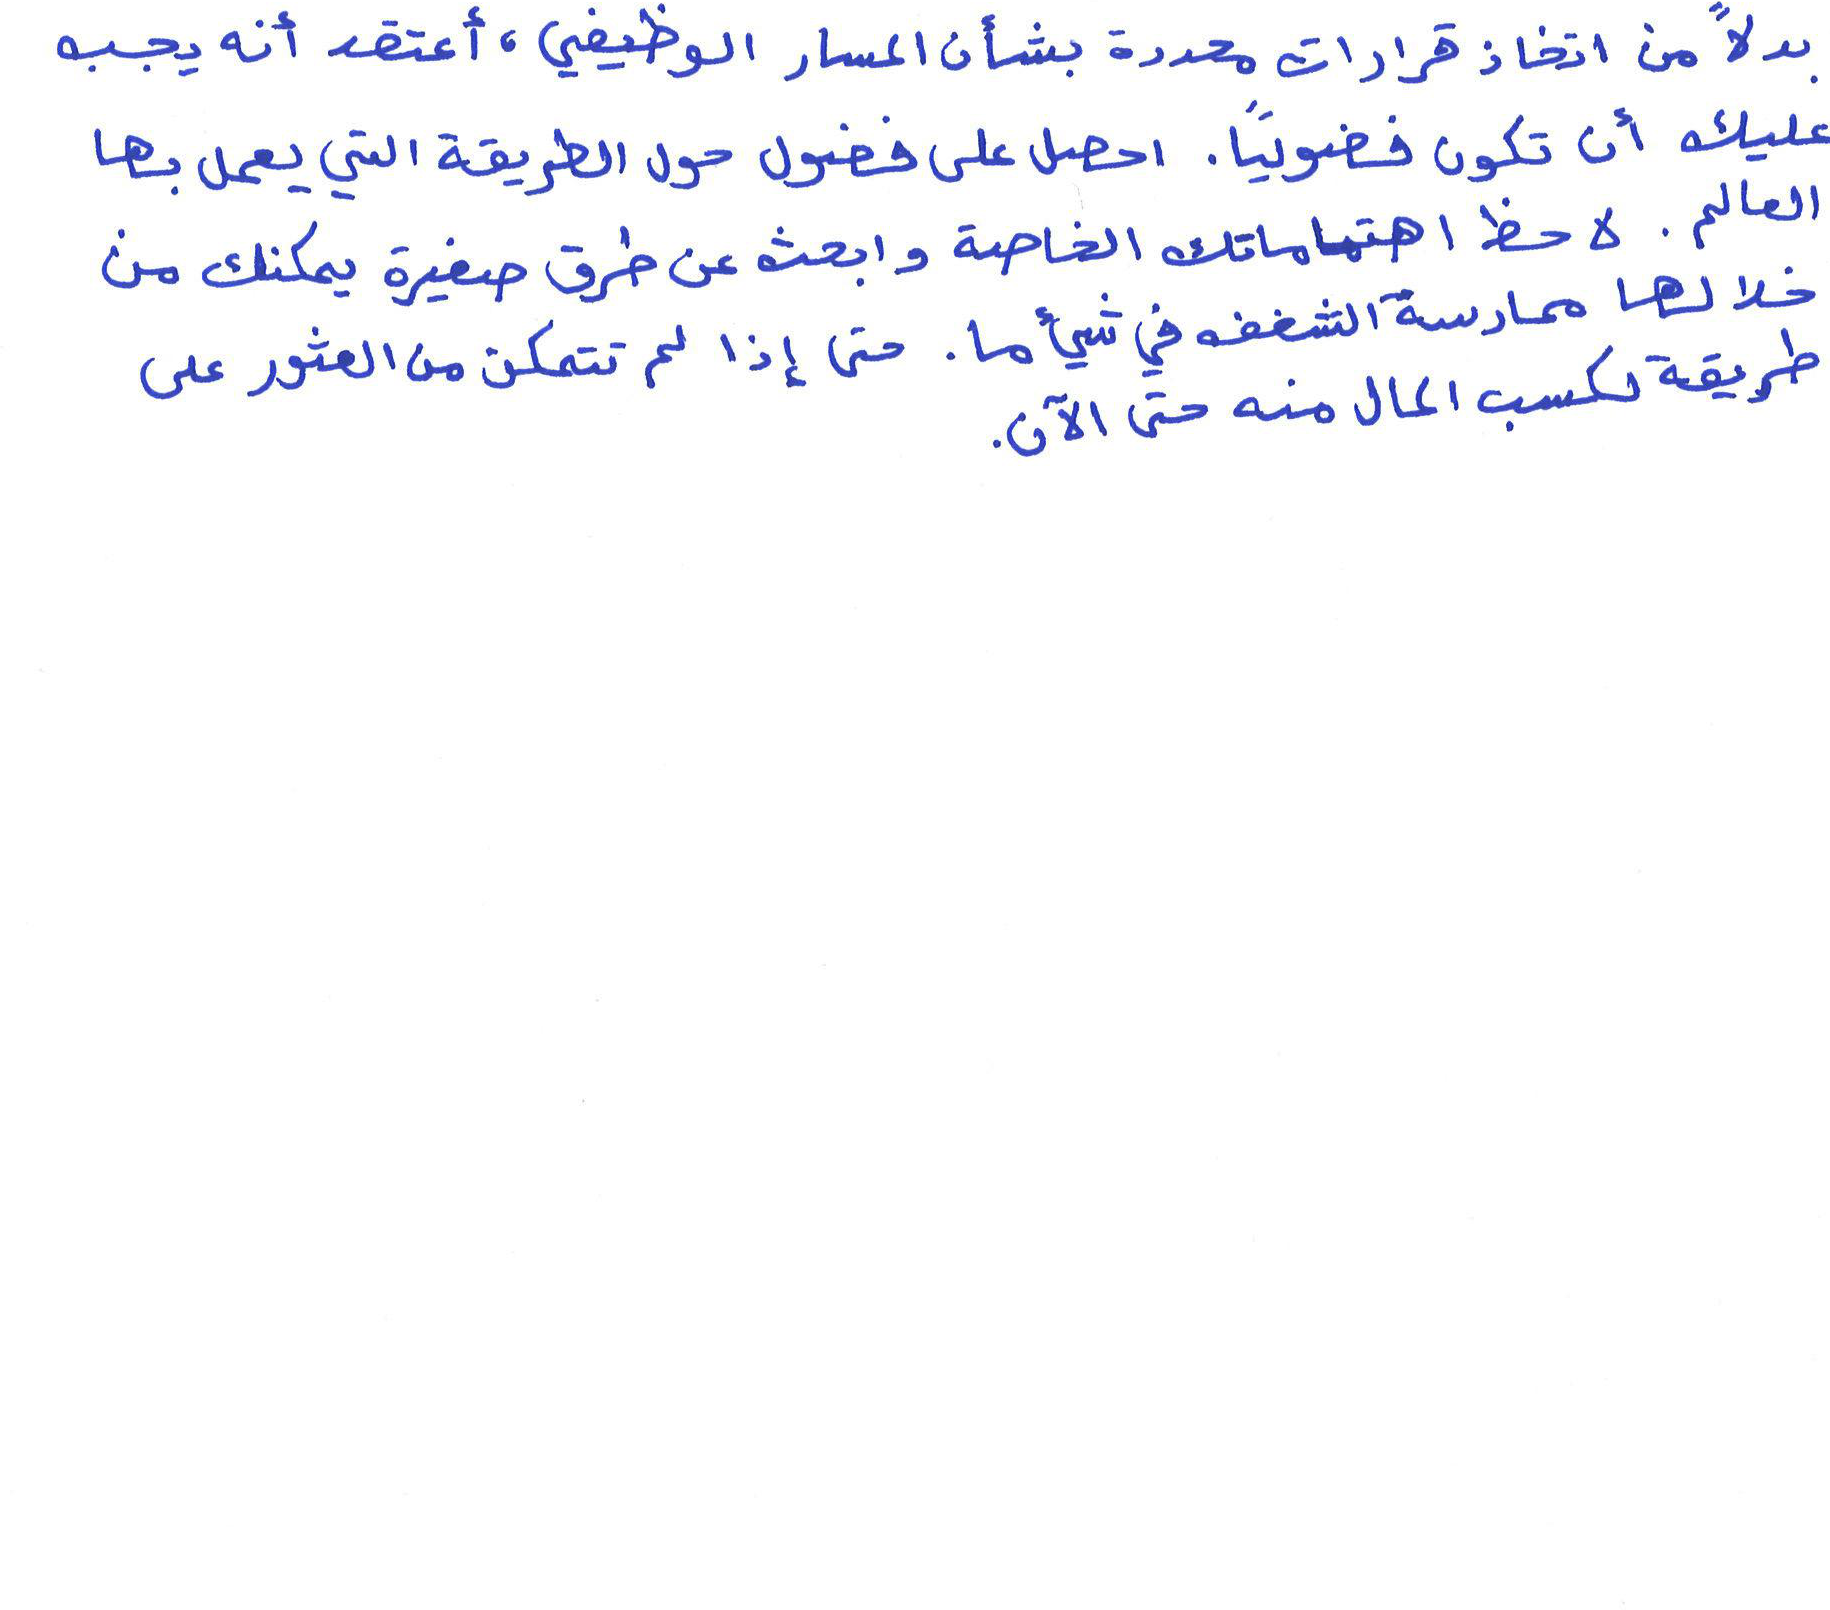 بدلاً من اتخاذ قرارات محددة بشأن المسار الوظيفي، أعتقد أنه يجب
عليك أن تكون فضوليًا. احصل على فضول حول الطريقة التي يعمل بها
العالم. لاحظ اهتماماتك الخاصة وابحث عن طرق صغيرة يمكنك من
خلالها ممارسة الشغف في شيئ ما. حتى إذا لم تتمكن من العثور على
طريقة لكسب المال منه حتى الآن.